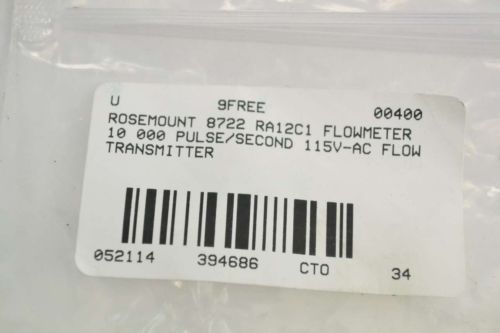 U 9FREE 00400
ROSEMOUNT 8722 RA12C1 FLOWMETER
10 000 PULSE/SECOND 115V-AC FLOW
TRANSMITTER
052114 394686 CTO 34